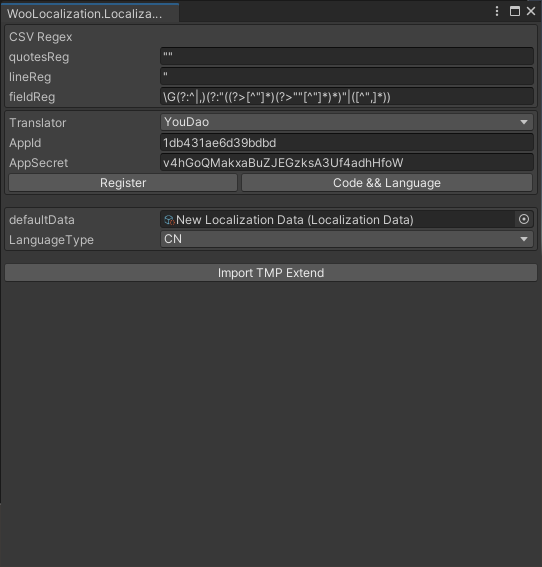 WooLocalization.Localiza...
CSV Regex
quotesReg ""
lineReg "
fieldReg \G(?:^|,)(?:"((?>[^"]*)(?>""[^"]*)*)"|([^",]*))
Translator YouDao
AppId 1db431ae6d39bdbd
AppSecret v4hGoQMakxaBuZJEGzksA3Uf4adhHfoW
Register Code && Language
defaultData New Localization Data (Localization Data)
LanguageType CN
Import TMP Extend